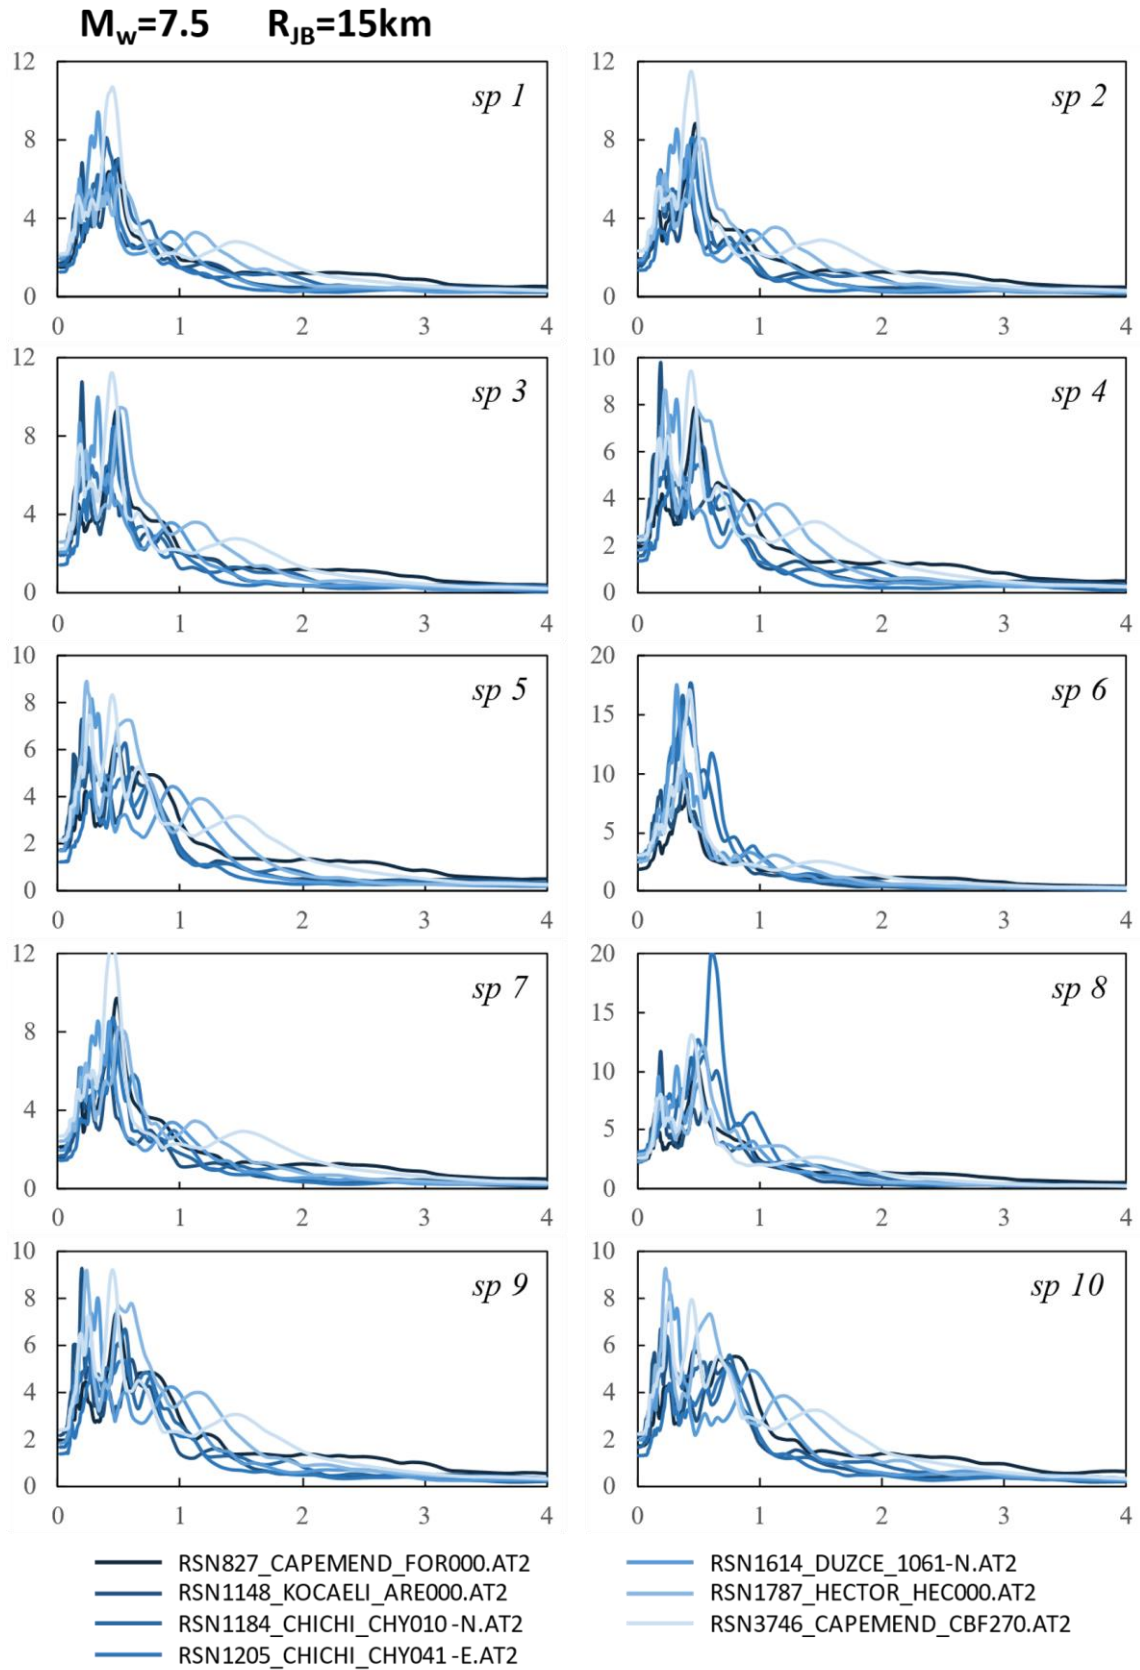 Mw=7.5 RJB=15km
12
8
4
0
0 1 2 3 4
sp 1
12
8
4
0
0 1 2 3 4
sp 2
12
8
4
0
0 1 2 3 4
sp 3
10
8
6
4
2
0
0 1 2 3 4
sp 4
10
8
6
4
2
0
0 1 2 3 4
sp 5
20
15
10
5
0
0 1 2 3 4
sp 6
12
8
4
0
0 1 2 3 4
sp 7
20
15
10
5
0
0 1 2 3 4
sp 8
10
8
6
4
2
0
0 1 2 3 4
sp 9
10
8
6
4
2
0
0 1 2 3 4
sp 10
RSN827_CAPEMEND_FOR000.AT2
RSN1148_KOCAELI_ARE000.AT2
RSN1184_CHICHI_CHY010 -N.AT2
RSN1205_CHICHI_CHY041 -E.AT2
RSN1614_DUZCE_1061-N.AT2
RSN1787_HECTOR_HEC000.AT2
RSN3746_CAPEMEND_CBF270.AT2